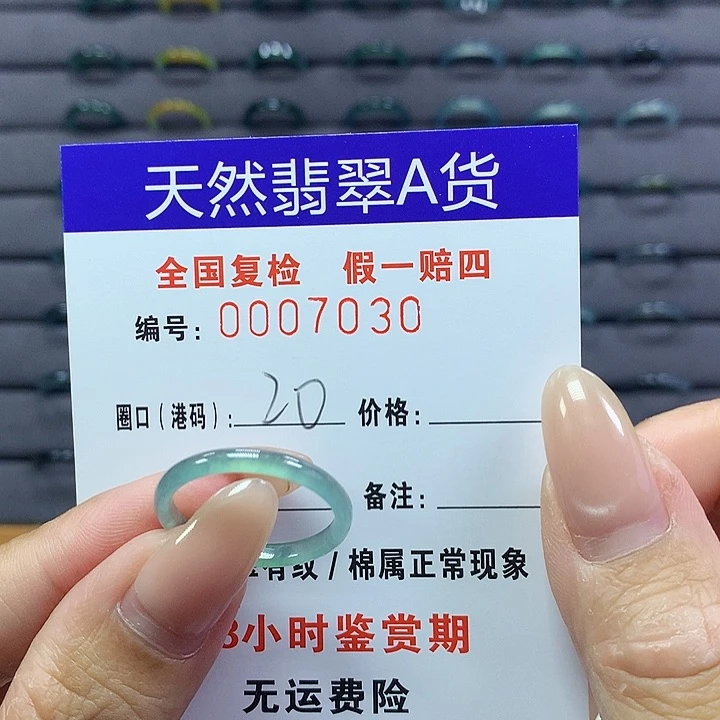 天然翡翠A货
全国复检 假一赔四
编号: 0007030
圈口(港码): 20 价格:
备注:
有纹/棉属正常现象
8小时鉴赏期
无运费险